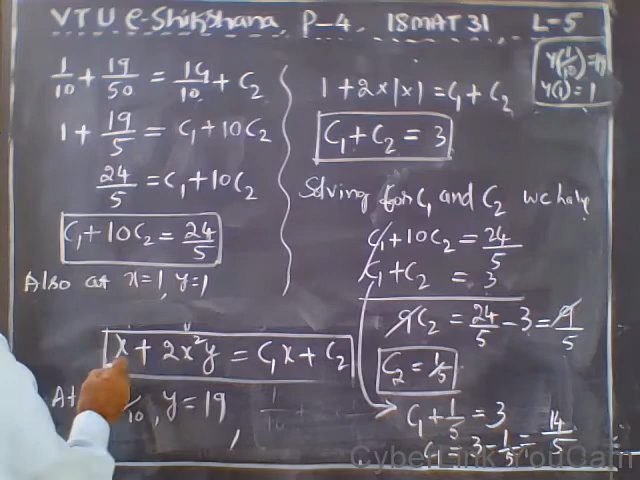 VTU e-Shikshana, P-4, 18MAT31 L-5
y(1/10)=19
y(1)=1
1/10 + 19/50 = C₁/10 + C₂
1 + 19/5 = C₁ + 10C₂
24/5 = C₁ + 10C₂
C₁ + 10C₂ = 24/5
Also at x=1, y=1
x + 2x²y = C₁x + C₂
At 1/10, y = 19,
1 + 2×1×1 = C₁ + C₂
C₁ + C₂ = 3
Solving for C₁ and C₂ we have
C₁ + 10C₂ = 24/5
C₁ + C₂ = 3
9C₂ = 24/5 - 3 = 9/5
C₂ = 1/5
C₁ + 1/5 = 3
C₁ = 3 - 1/5 = 14/5
CyberLink YouCam